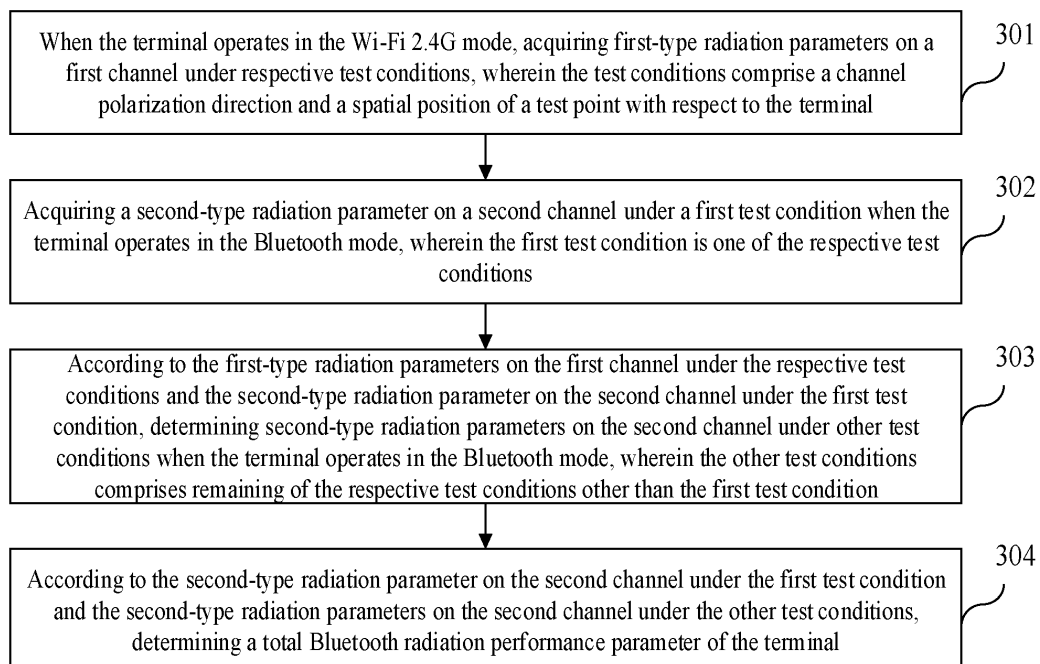 When the terminal operates in the Wi-Fi 2.4G mode, acquiring first-type radiation parameters on a
first channel under respective test conditions, wherein the test conditions comprise a channel
polarization direction and a spatial position of a test point with respect to the terminal
301
Acquiring a second-type radiation parameter on a second channel under a first test condition when the
terminal operates in the Bluetooth mode, wherein the first test condition is one of the respective test
conditions
302
According to the first-type radiation parameters on the first channel under the respective test
conditions and the second-type radiation parameter on the second channel under the first test
condition, determining second-type radiation parameters on the second channel under other test
conditions when the terminal operates in the Bluetooth mode, wherein the other test conditions
comprises remaining of the respective test conditions other than the first test condition
303
According to the second-type radiation parameter on the second channel under the first test condition
and the second-type radiation parameters on the second channel under the other test conditions,
determining a total Bluetooth radiation performance parameter of the terminal
304